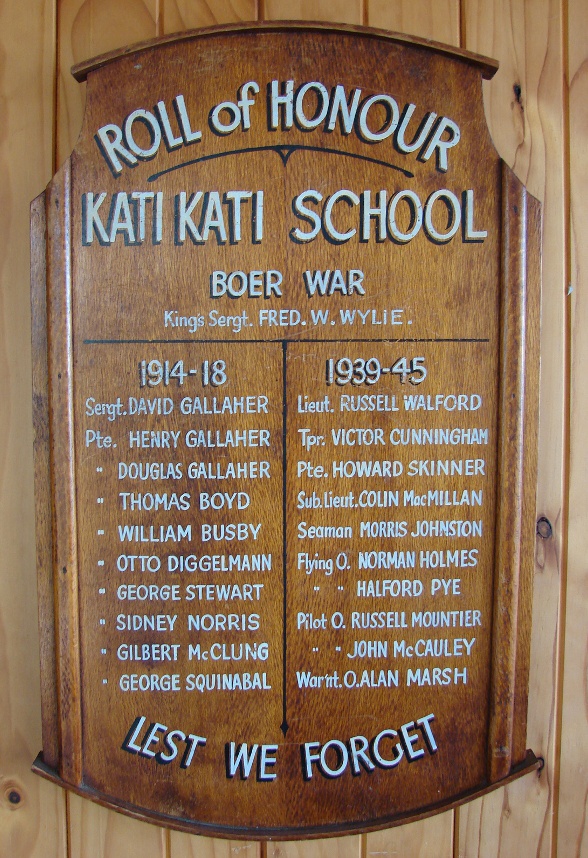 ROLL of HONOUR
KATI KATI SCHOOL
BOER WAR
King's Sergt. FRED. W. WYLIE.
1914-18
Sergt. DAVID GALLAHER
Pte. HENRY GALLAHER
" DOUGLAS GALLAHER
" THOMAS BOYD
" WILLIAM BUSBY
" OTTO DIGGELMANN
" GEORGE STEWART
" SIDNEY NORRIS
" GILBERT McCLUNG
" GEORGE SQUINABAL
1939-45
Lieut. RUSSELL WALFORD
Tpr. VICTOR CUNNINGHAM
Pte. HOWARD SKINNER
Sub. Lieut. COLIN MacMILLAN
Seaman MORRIS JOHNSTON
Flying O. NORMAN HOLMES
" " HALFORD PYE
Pilot O. RUSSELL MOUNTIER
" " JOHN McCAULEY
War'nt. O. ALAN MARSH
LEST WE FORGET